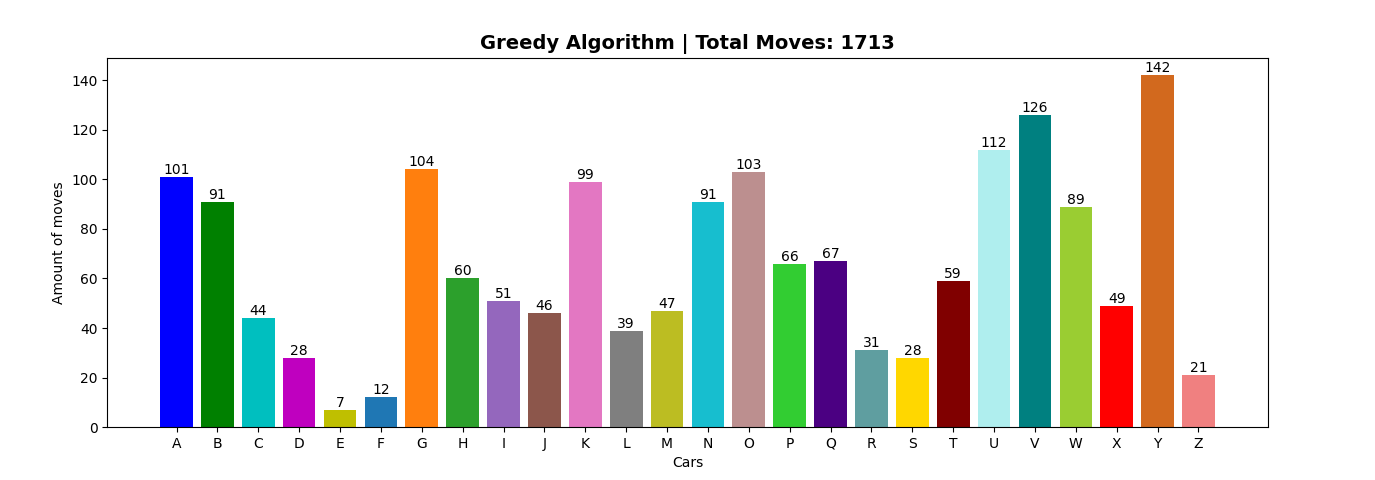 Greedy Algorithm | Total Moves: 1713
Amount of moves
140
120
100
80
60
40
20
0
101 91 44 28 7 12 104 60 51 46 99 39 47 91 103 66 67 31 28 59 112 126 89 49 142 21
A B C D E F G H I J K L M N O P Q R S T U V W X Y Z
Cars